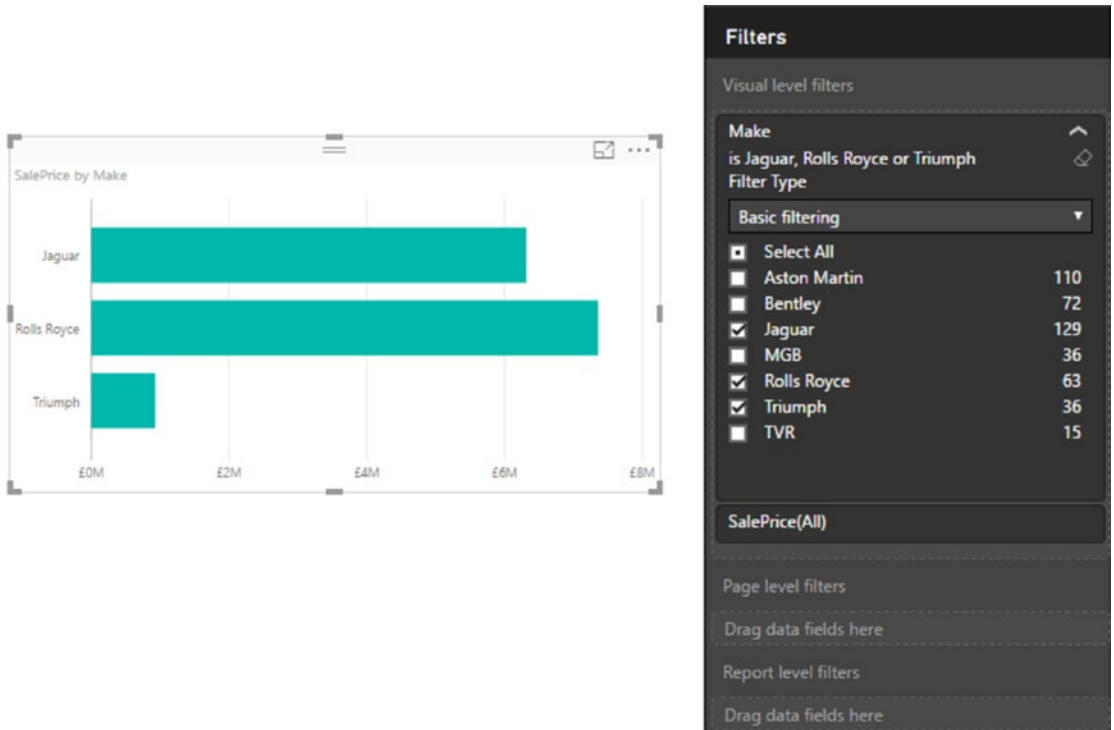 SalePrice by Make
Jaguar
Rolls Royce
Triumph
£0M £2M £4M £6M £8M
Filters
Visual level filters
Make
is Jaguar, Rolls Royce or Triumph
Filter Type
Basic filtering
Select All
Aston Martin 110
Bentley 72
Jaguar 129
MGB 36
Rolls Royce 63
Triumph 36
TVR 15
SalePrice(All)
Page level filters
Drag data fields here
Report level filters
Drag data fields here